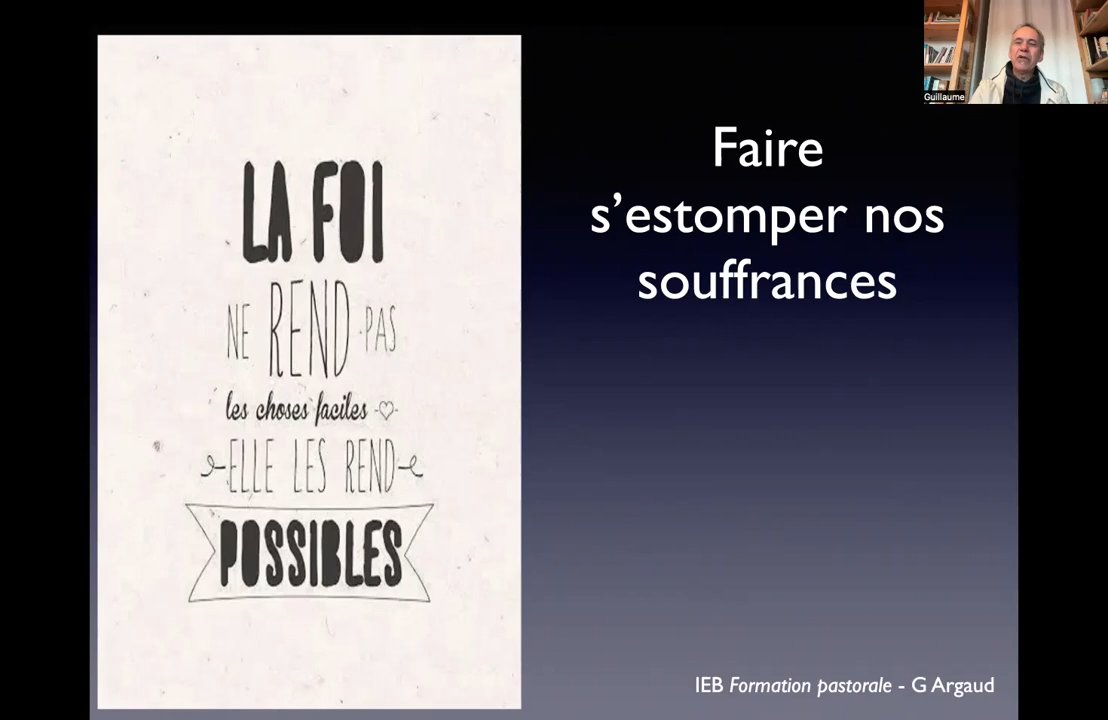 LA FOI
NE REND PAS
les choses faciles
ELLE LES REND
POSSIBLES
Faire
s’estomper nos
souffrances
IEB Formation pastorale - G Argaud
Guillaume